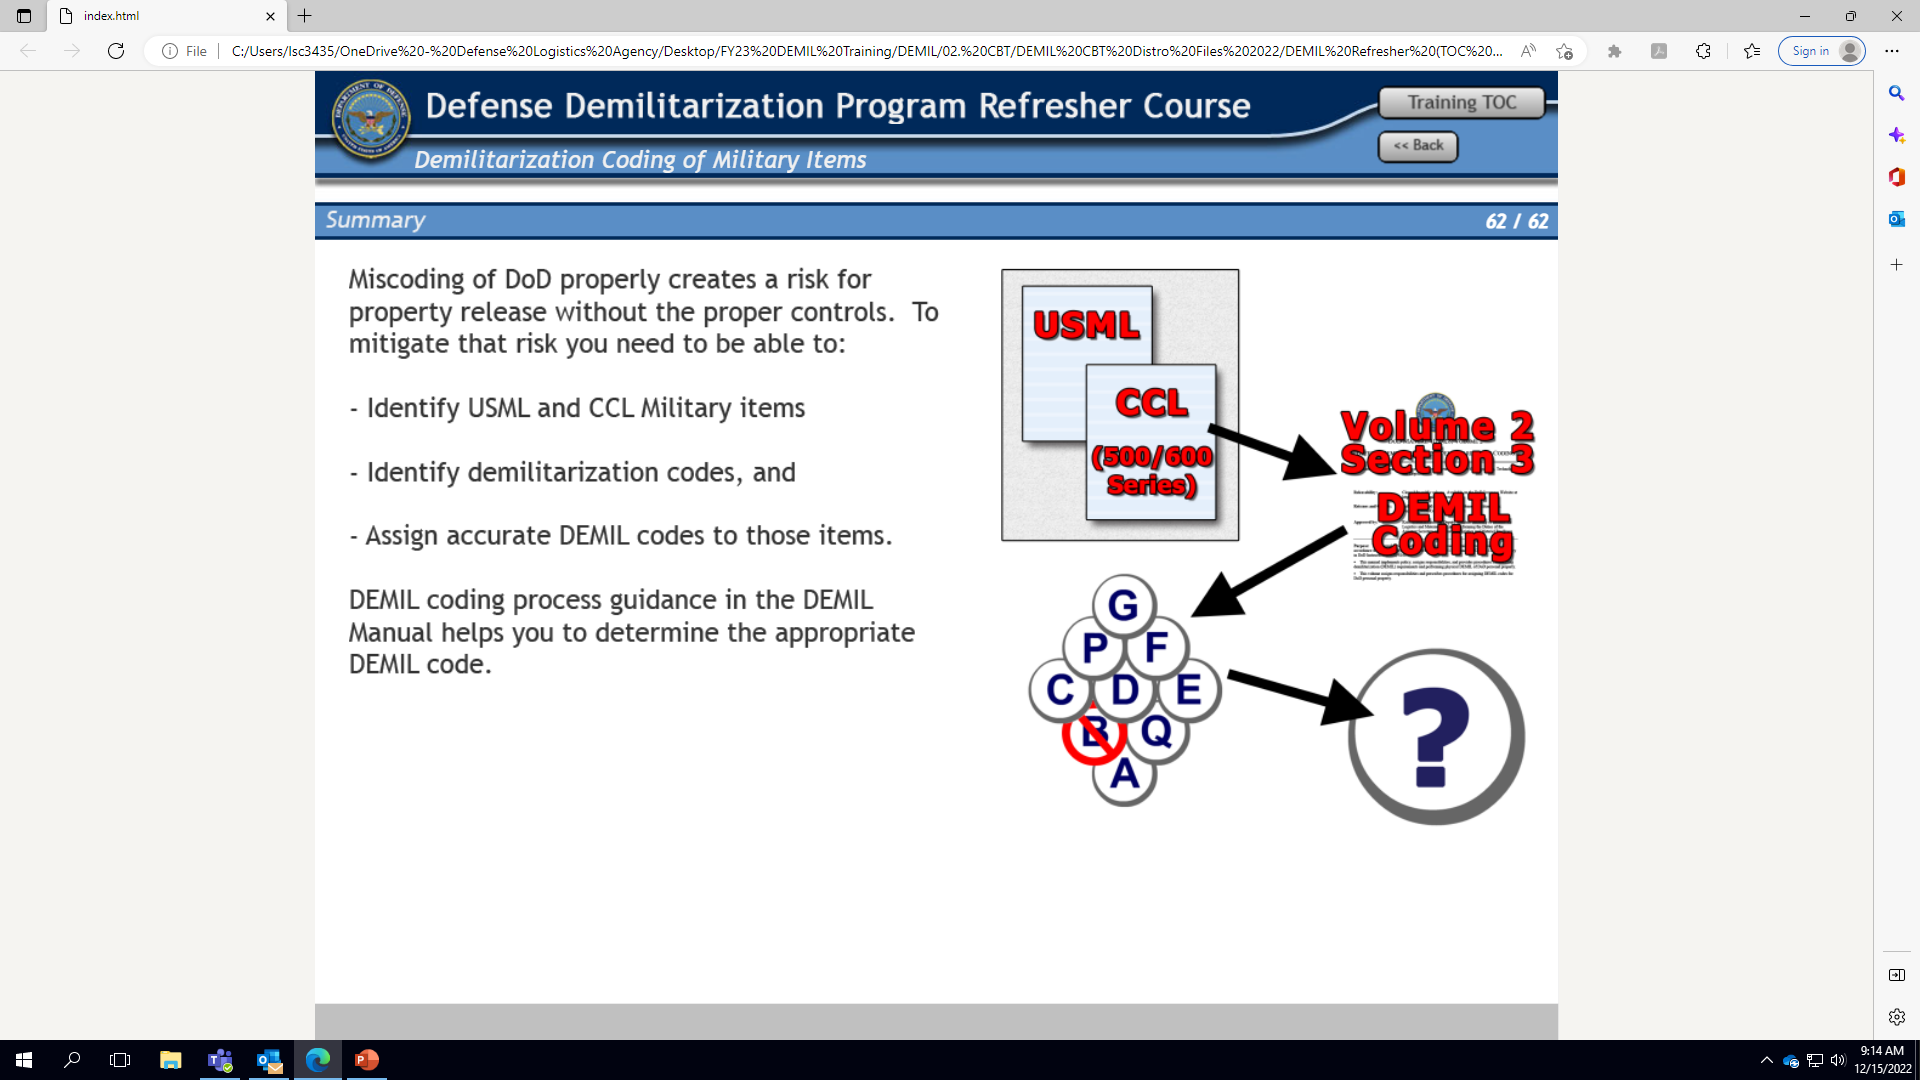 index.html
File
C:/Users/lsc3435/OneDrive%20-%20Defense%20Logistics%20Agency/Desktop/FY23%20DEMIL%20Training/DEMIL/02.%20CBT/DEMIL%20CBT%20Distro%20Files%202022/DEMIL%20Refresher%20(TOC%20...
Sign in
Defense Demilitarization Program Refresher Course
Training TOC
<< Back
Demilitarization Coding of Military Items
Summary
62 / 62
Miscoding of DoD properly creates a risk for
property release without the proper controls.  To
mitigate that risk you need to be able to:
- Identify USML and CCL Military items
- Identify demilitarization codes, and
- Assign accurate DEMIL codes to those items.
DEMIL coding process guidance in the DEMIL
Manual helps you to determine the appropriate
DEMIL code.
USML
CCL
(500/600
Series)
Volume 2
Section 3
DEMIL
Coding
G
P F
C D E
B Q
A
?
9:14 AM
12/15/2022